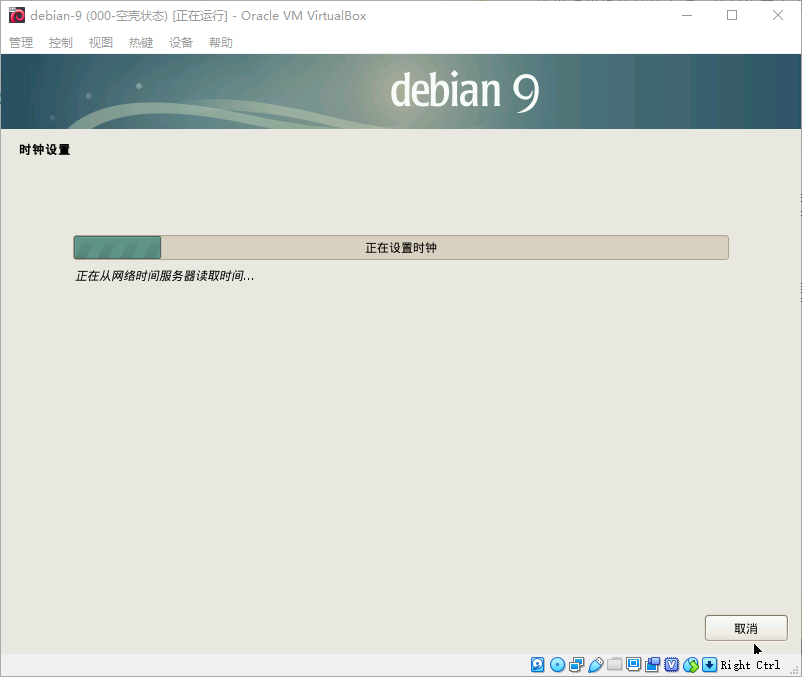 debian-9 (000-空壳状态) [正在运行] - Oracle VM VirtualBox
管理 控制 视图 热键 设备 帮助
debian 9
时钟设置
正在设置时钟
正在从网络时间服务器读取时间...
取消
Right Ctrl